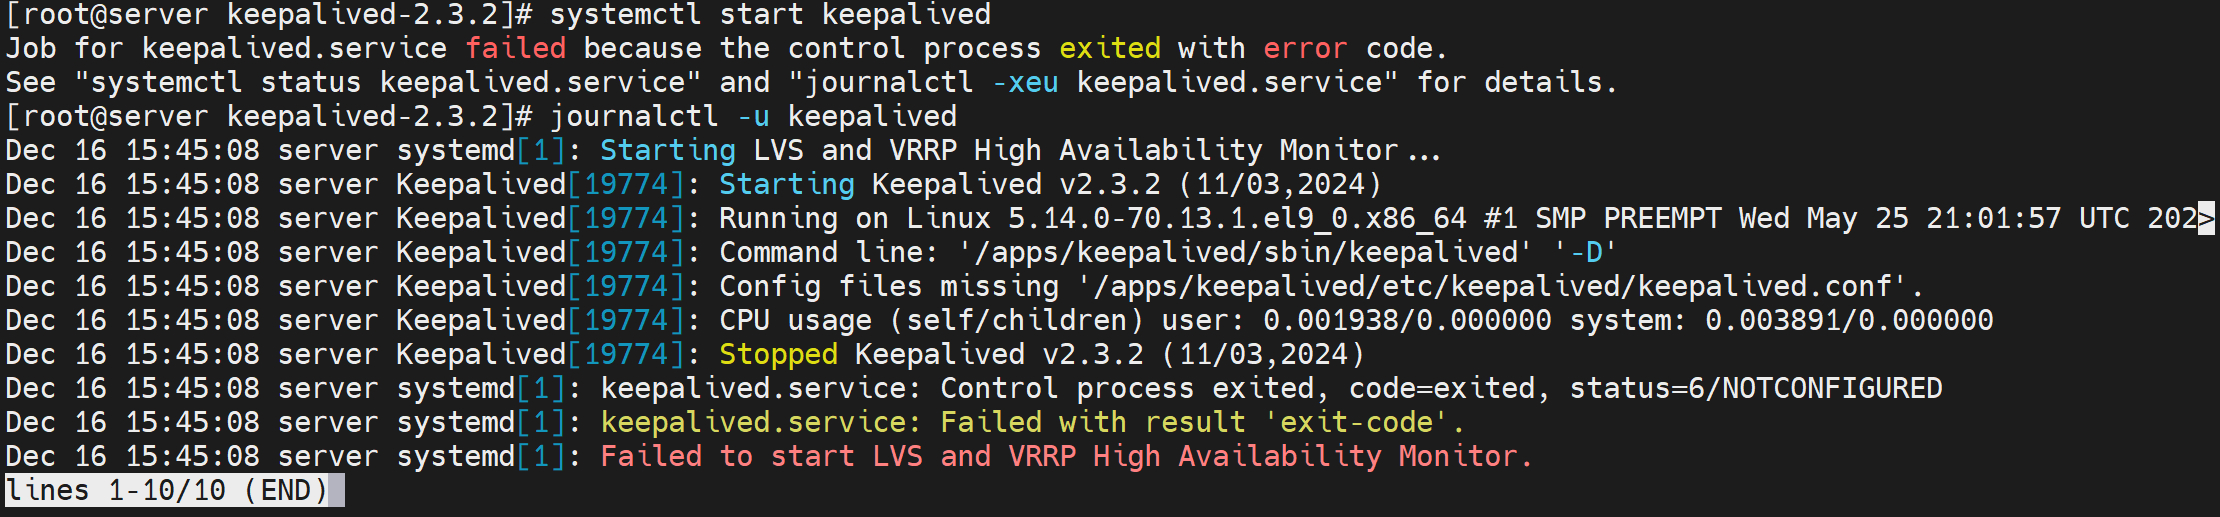 [root@server keepalived-2.3.2]# systemctl start keepalived
Job for keepalived.service failed because the control process exited with error code.
See "systemctl status keepalived.service" and "journalctl -xeu keepalived.service" for details.
[root@server keepalived-2.3.2]# journalctl -u keepalived
Dec 16 15:45:08 server systemd[1]: Starting LVS and VRRP High Availability Monitor...
Dec 16 15:45:08 server Keepalived[19774]: Starting Keepalived v2.3.2 (11/03,2024)
Dec 16 15:45:08 server Keepalived[19774]: Running on Linux 5.14.0-70.13.1.el9_0.x86_64 #1 SMP PREEMPT Wed May 25 21:01:57 UTC 202>
Dec 16 15:45:08 server Keepalived[19774]: Command line: '/apps/keepalived/sbin/keepalived' '-D'
Dec 16 15:45:08 server Keepalived[19774]: Config files missing '/apps/keepalived/etc/keepalived/keepalived.conf'.
Dec 16 15:45:08 server Keepalived[19774]: CPU usage (self/children) user: 0.001938/0.000000 system: 0.003891/0.000000
Dec 16 15:45:08 server Keepalived[19774]: Stopped Keepalived v2.3.2 (11/03,2024)
Dec 16 15:45:08 server systemd[1]: keepalived.service: Control process exited, code=exited, status=6/NOTCONFIGURED
Dec 16 15:45:08 server systemd[1]: keepalived.service: Failed with result 'exit-code'.
Dec 16 15:45:08 server systemd[1]: Failed to start LVS and VRRP High Availability Monitor.
lines 1-10/10 (END)